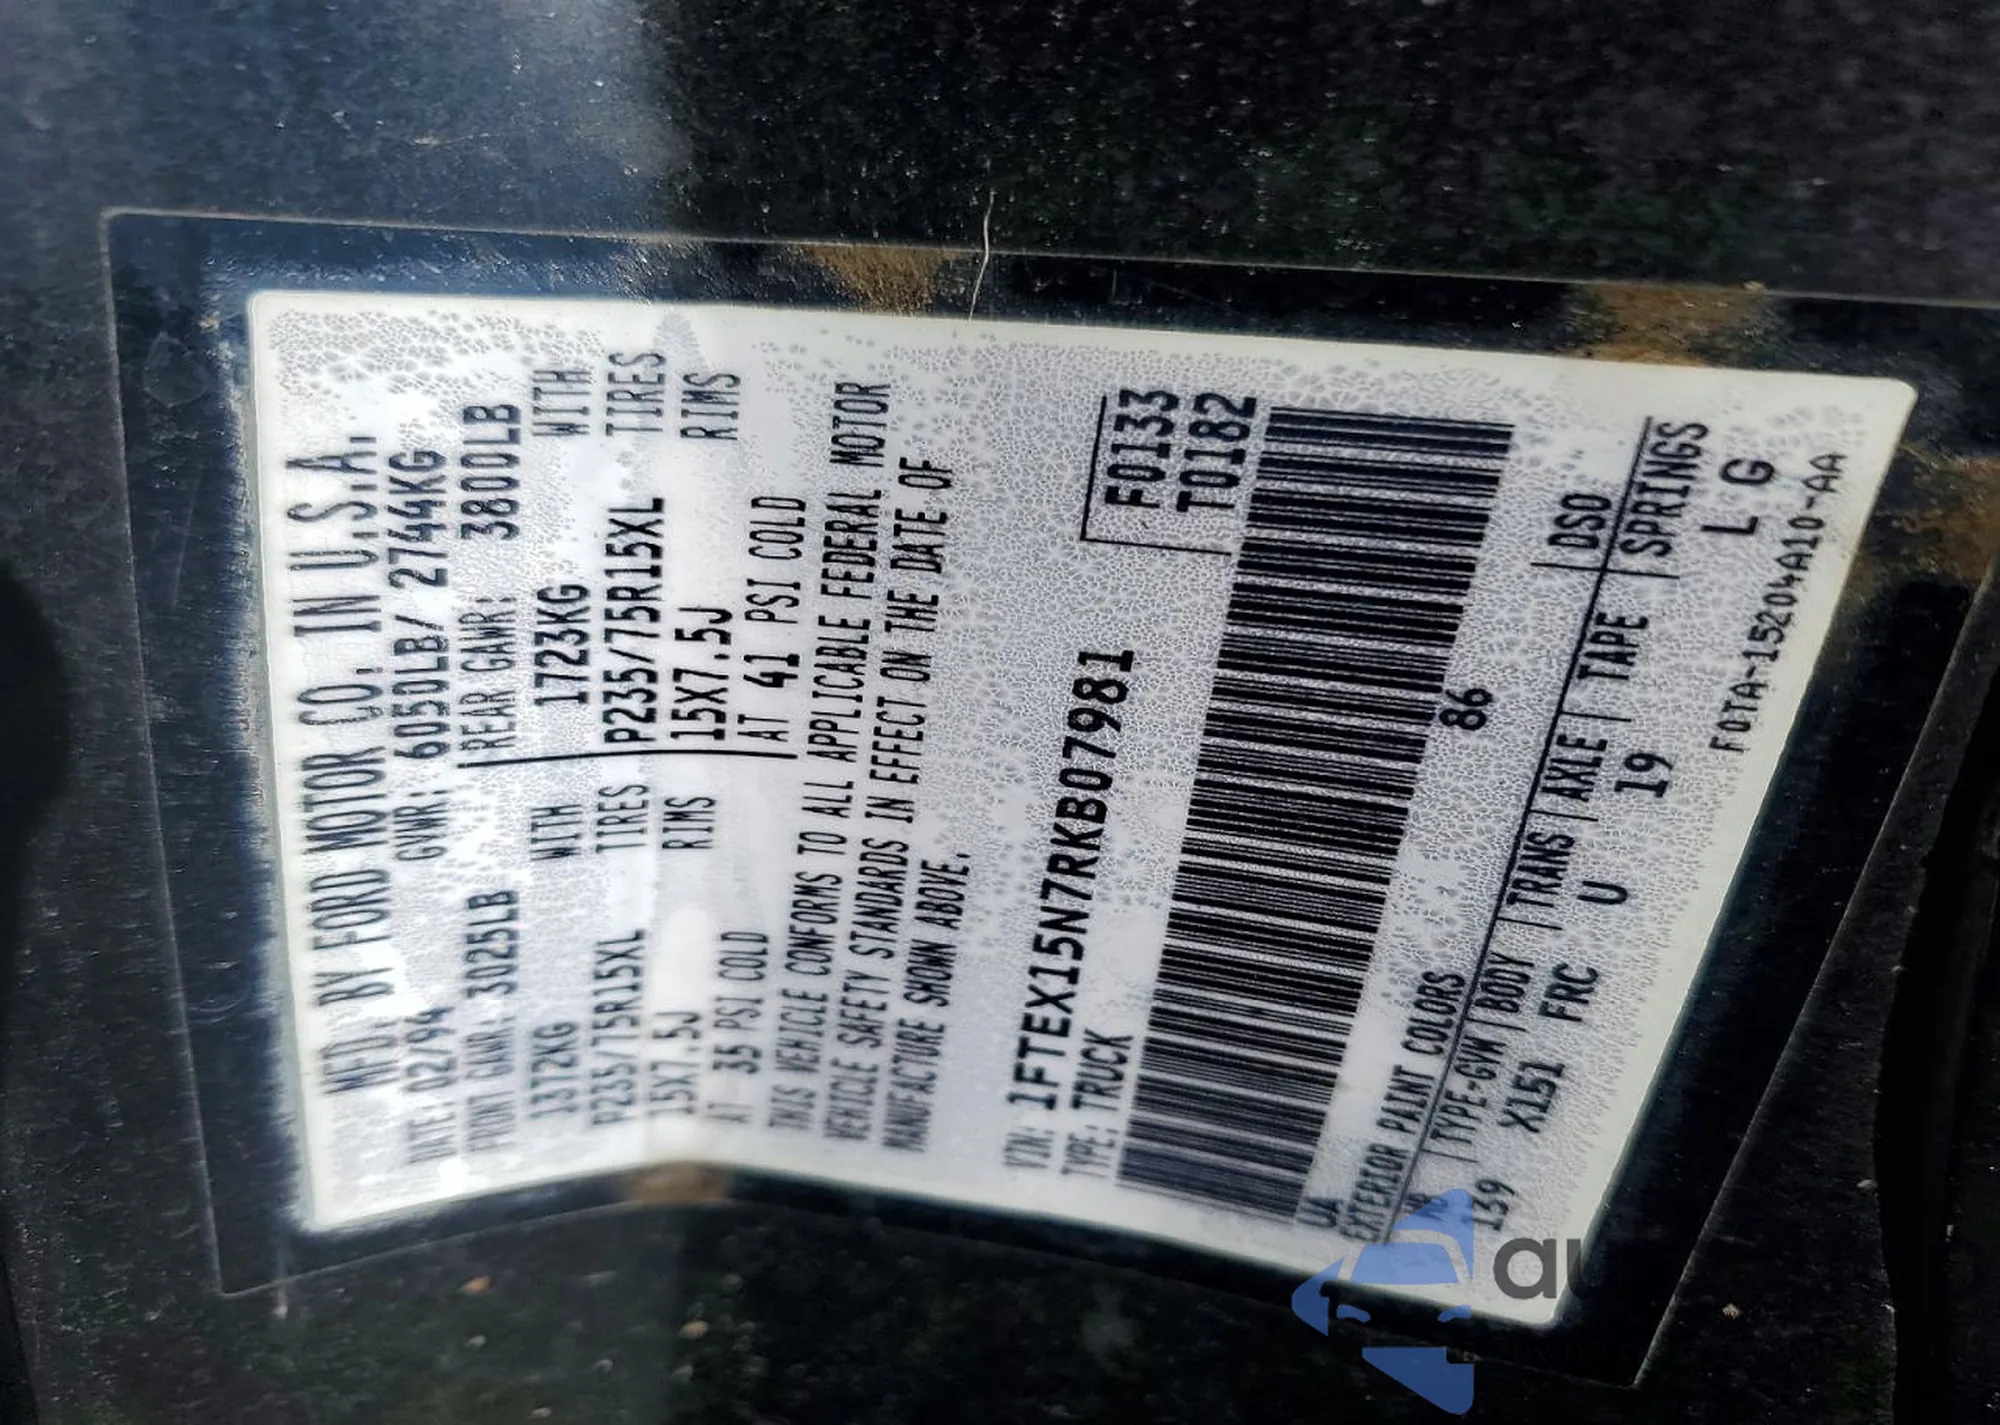 MFD. BY FORD MOTOR CO. IN U.S.A.
DATE: 02/94 GVWR: 6050LB/ 2744KG
FRONT GAWR: 3025LB REAR GAWR: 3800LB
1372KG WITH 1723KG WITH
P235/75R15XL TIRES P235/75R15XL TIRES
15X7.5J RIMS 15X7.5J RIMS
AT 35 PSI COLD AT 41 PSI COLD
THIS VEHICLE CONFORMS TO ALL APPLICABLE FEDERAL MOTOR
VEHICLE SAFETY STANDARDS IN EFFECT ON THE DATE OF
MANUFACTURE SHOWN ABOVE.
VIN: 1FTEX15N7RKB07981 F0133
TYPE: TRUCK T0182
UA 86
EXTERIOR PAINT COLORS DSO
WB TYPE-GVW BODY TRANS AXLE TAPE SPRINGS
139 X151 FRC U 19 L G
F0TA-15204A10-AA
au